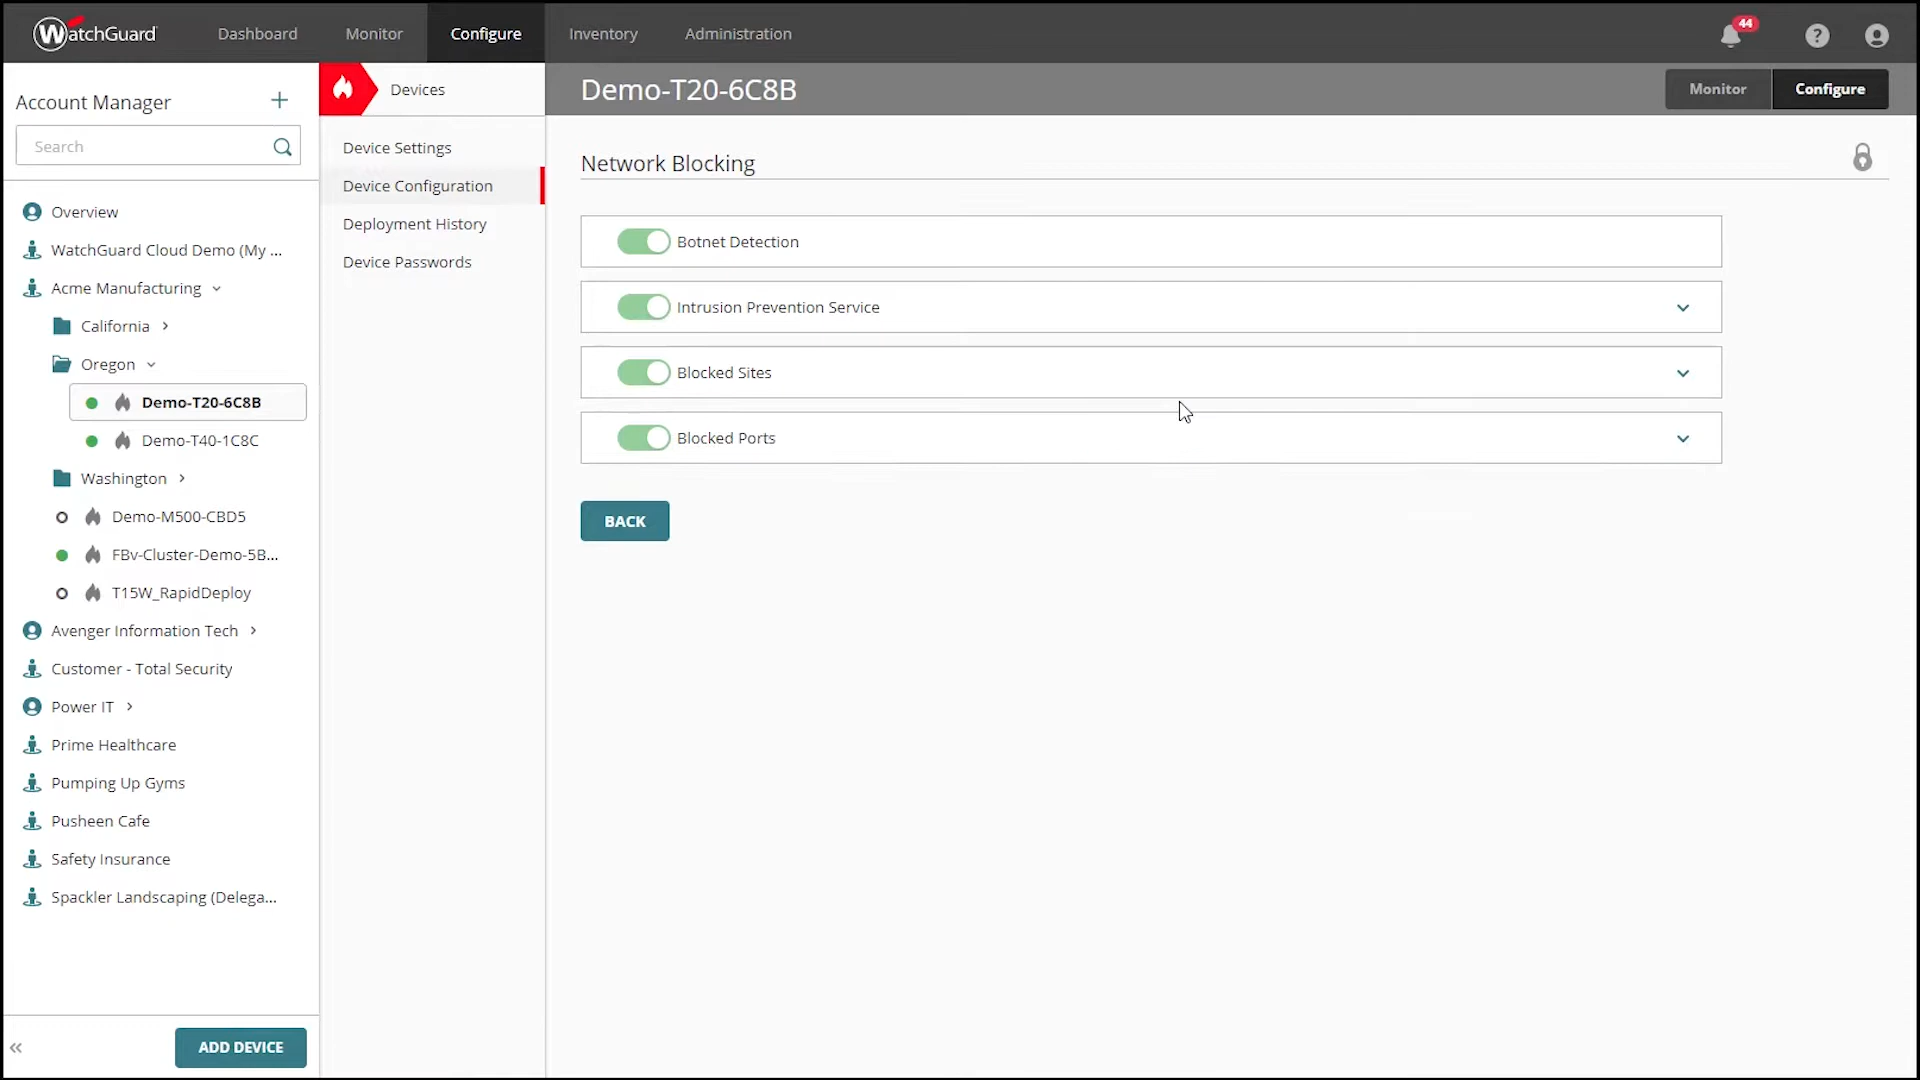 WatchGuard
Dashboard
Monitor
Configure
Inventory
Administration
44
?
Account Manager
+
Search
Overview
WatchGuard Cloud Demo (My ...
Acme Manufacturing
California
Oregon
Demo-T20-6C8B
Demo-T40-1C8C
Washington
Demo-M500-CBD5
FBv-Cluster-Demo-5B...
T15W_RapidDeploy
Avenger Information Tech
Customer - Total Security
Power IT
Prime Healthcare
Pumping Up Gyms
Pusheen Cafe
Safety Insurance
Spackler Landscaping (Delega...
ADD DEVICE
Devices
Device Settings
Device Configuration
Deployment History
Device Passwords
Demo-T20-6C8B
Monitor
Configure
Network Blocking
Botnet Detection
Intrusion Prevention Service
Blocked Sites
Blocked Ports
BACK